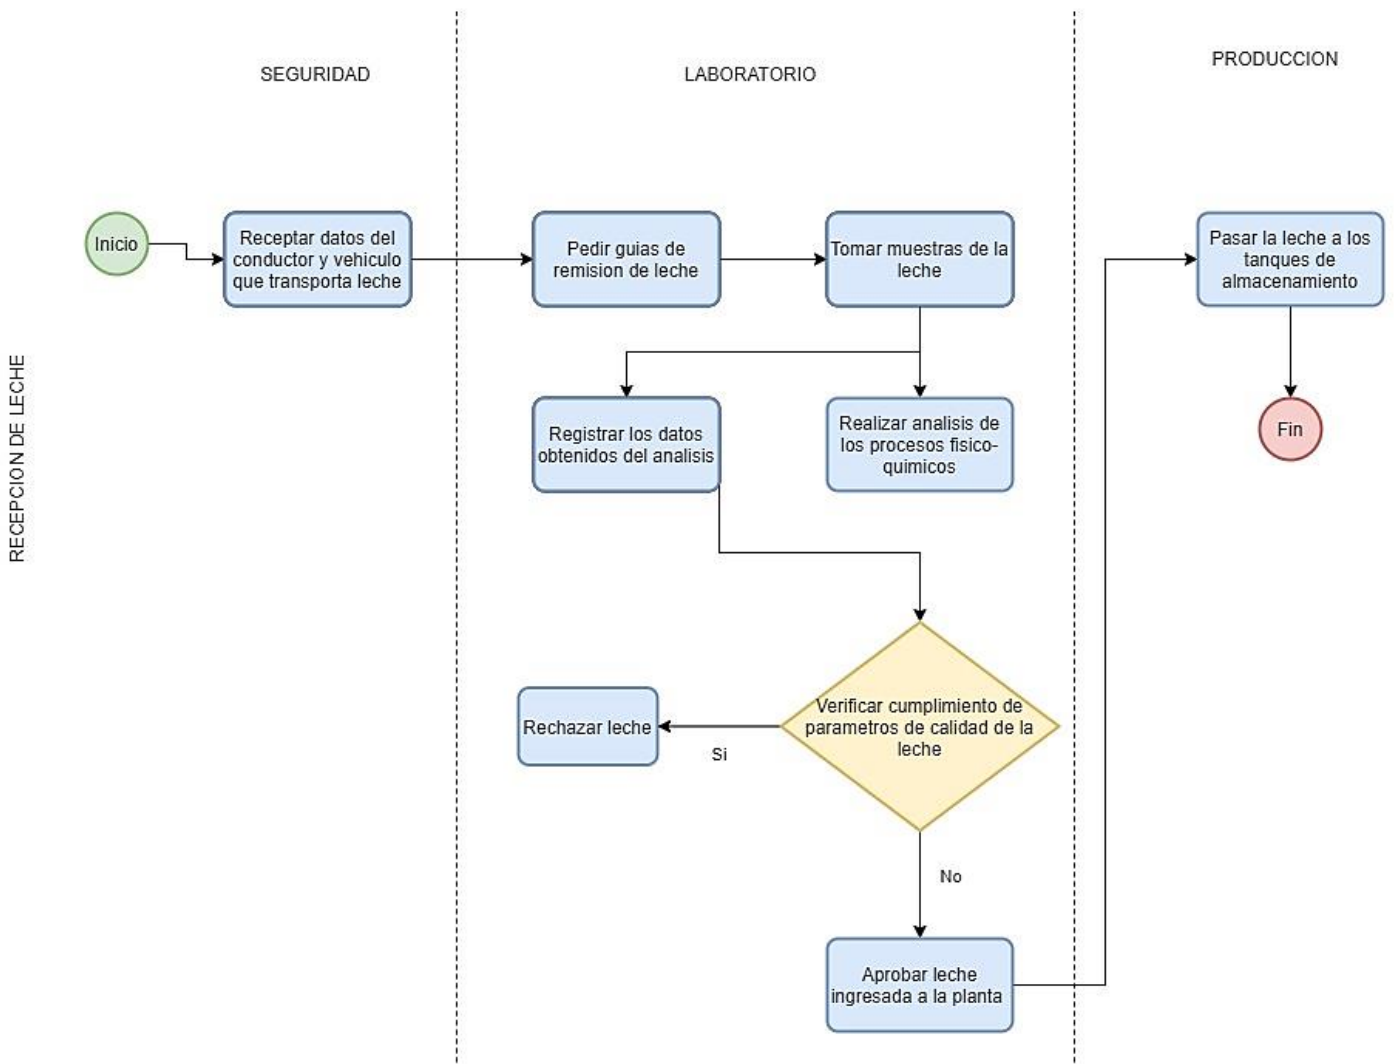 SEGURIDAD
LABORATORIO
PRODUCCION
RECEPCION DE LECHE
Inicio
Receptar datos del
conductor y vehiculo
que transporta leche
Pedir guias de
remision de leche
Tomar muestras de la
leche
Pasar la leche a los
tanques de
almacenamiento
Registrar los datos
obtenidos del analisis
Realizar analisis de
los procesos fisico-
quimicos
Fin
Verificar cumplimiento de
parametros de calidad de la
leche
Rechazar leche
Si
No
Aprobar leche
ingresada a la planta